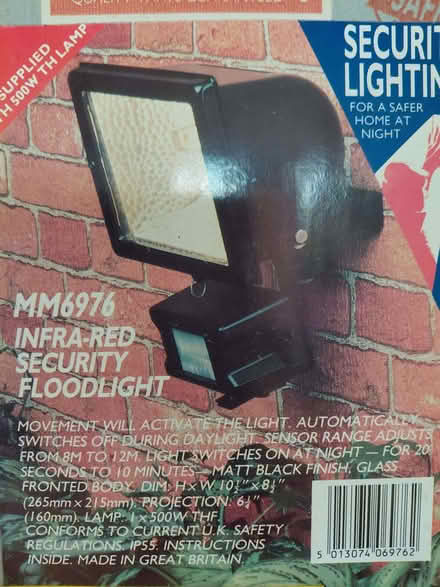 SUPPLIED
500W TH LAMP
SECURIT
LIGHTIN
FOR A SAFER
HOME AT
NIGHT
MM6976
INFRA-RED
SECURITY
FLOODLIGHT
MOVEMENT WILL ACTIVATE THE LIGHT. AUTOMATICALLY
SWITCHES OFF DURING DAYLIGHT. SENSOR RANGE ADJUSTS
FROM 8M TO 12M. LIGHT SWITCHES ON AT NIGHT — FOR 20
SECONDS TO 10 MINUTES — MATT BLACK FINISH, GLASS
FRONTED BODY. DIM: H x W 10½" x 8½"
(265mm x 215mm). PROJECTION: 6¼"
(160mm). LAMP: 1 x 500W THF
CONFORMS TO CURRENT U.K. SAFETY
REGULATIONS. IP55. INSTRUCTIONS
INSIDE. MADE IN GREAT BRITAIN.
5 013074 069762